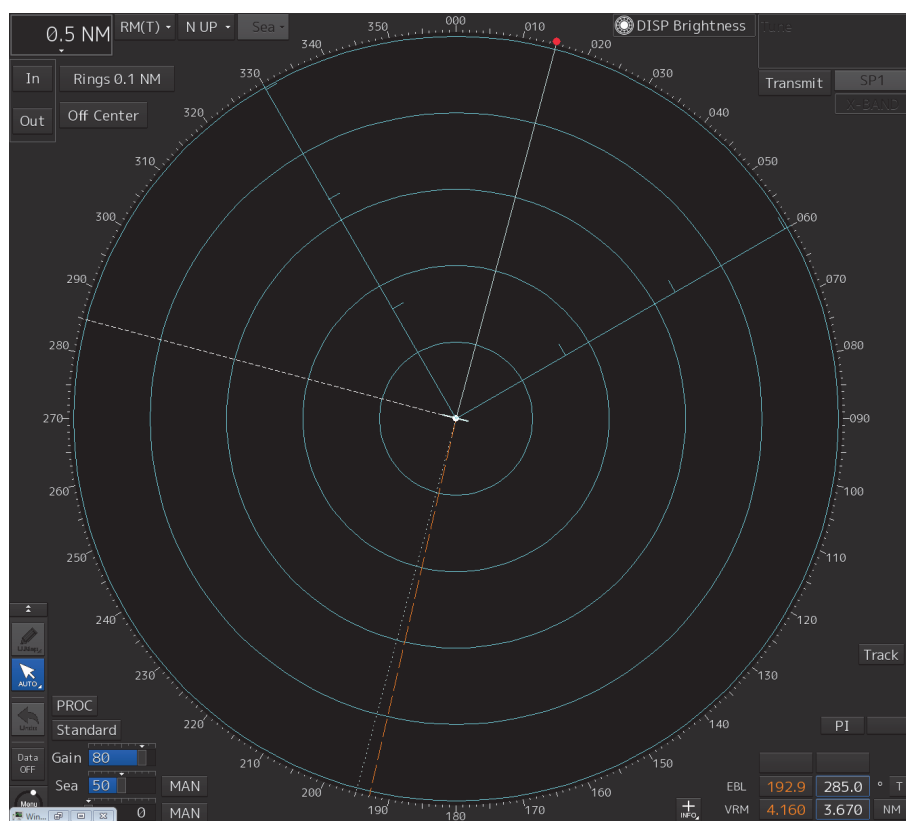 0.5 NM RM(T) N UP Sea DISP Brightness Tune
In Rings 0.1 NM Transmit SP1
Out Off Center X-BAND
000
350 010
340 020
330 030
320 040
310 050
300 060
290 070
280 080
270 090
260 100
250 110
240 120
230 130
220 140
210 150
200 160
190 180 170
AUTO
Undo
Track
PROC
Standard
PI
Data
OFF
Gain 80
Sea 50 MAN
0 MAN
Menu
Win...
INFO
EBL 192.9 285.0 ° T
VRM 4.160 3.670 NM